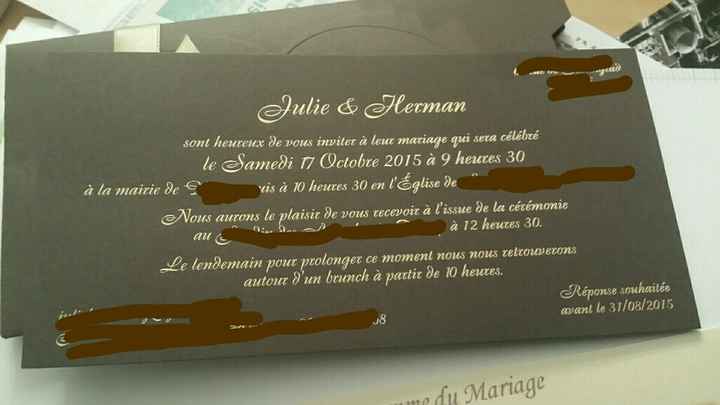 Julie & Herman
sont heureux de vous inviter à leur mariage qui sera célébré
le Samedi 17 Octobre 2015 à 9 heures 30
à la mairie de puis à 10 heures 30 en l'Église de
Nous aurons le plaisir de vous recevoir à l'issue de la cérémonie
au à 12 heures 30.
Le lendemain pour prolonger ce moment nous nous retrouverons
autour d'un brunch à partir de 10 heures.
Réponse souhaitée
avant le 31/08/2015
du Mariage